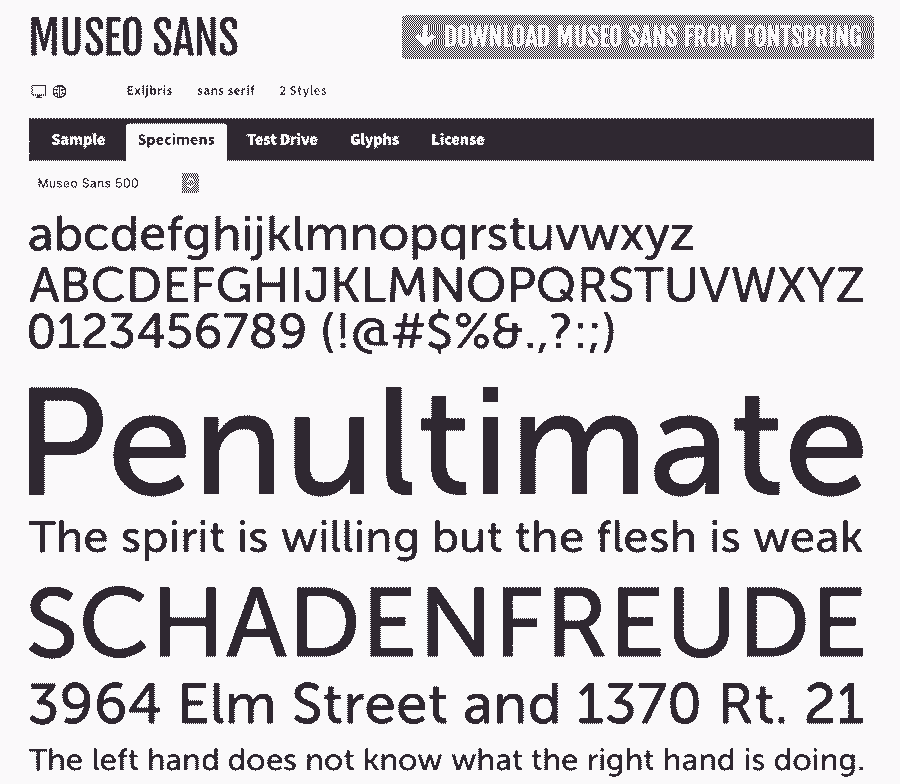 MUSEO SANS
DOWNLOAD MUSEO SANS FROM FONTSPRING
Exljbris sans serif 2 Styles
Sample Specimens Test Drive Glyphs License
Museo Sans 500
abcdefghijklmnopqrstuvwxyz
ABCDEFGHIJKLMNOPQRSTUVWXYZ
0123456789 (!@#$%&.,?:;)
Penultimate
The spirit is willing but the flesh is weak
SCHADENFREUDE
3964 Elm Street and 1370 Rt. 21
The left hand does not know what the right hand is doing.